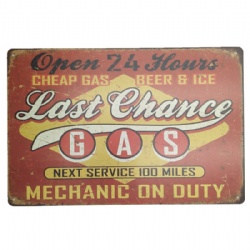 Open 24 Hours
CHEAP GAS BEER & ICE
Last Chance
GAS
NEXT SERVICE 100 MILES
MECHANIC ON DUTY